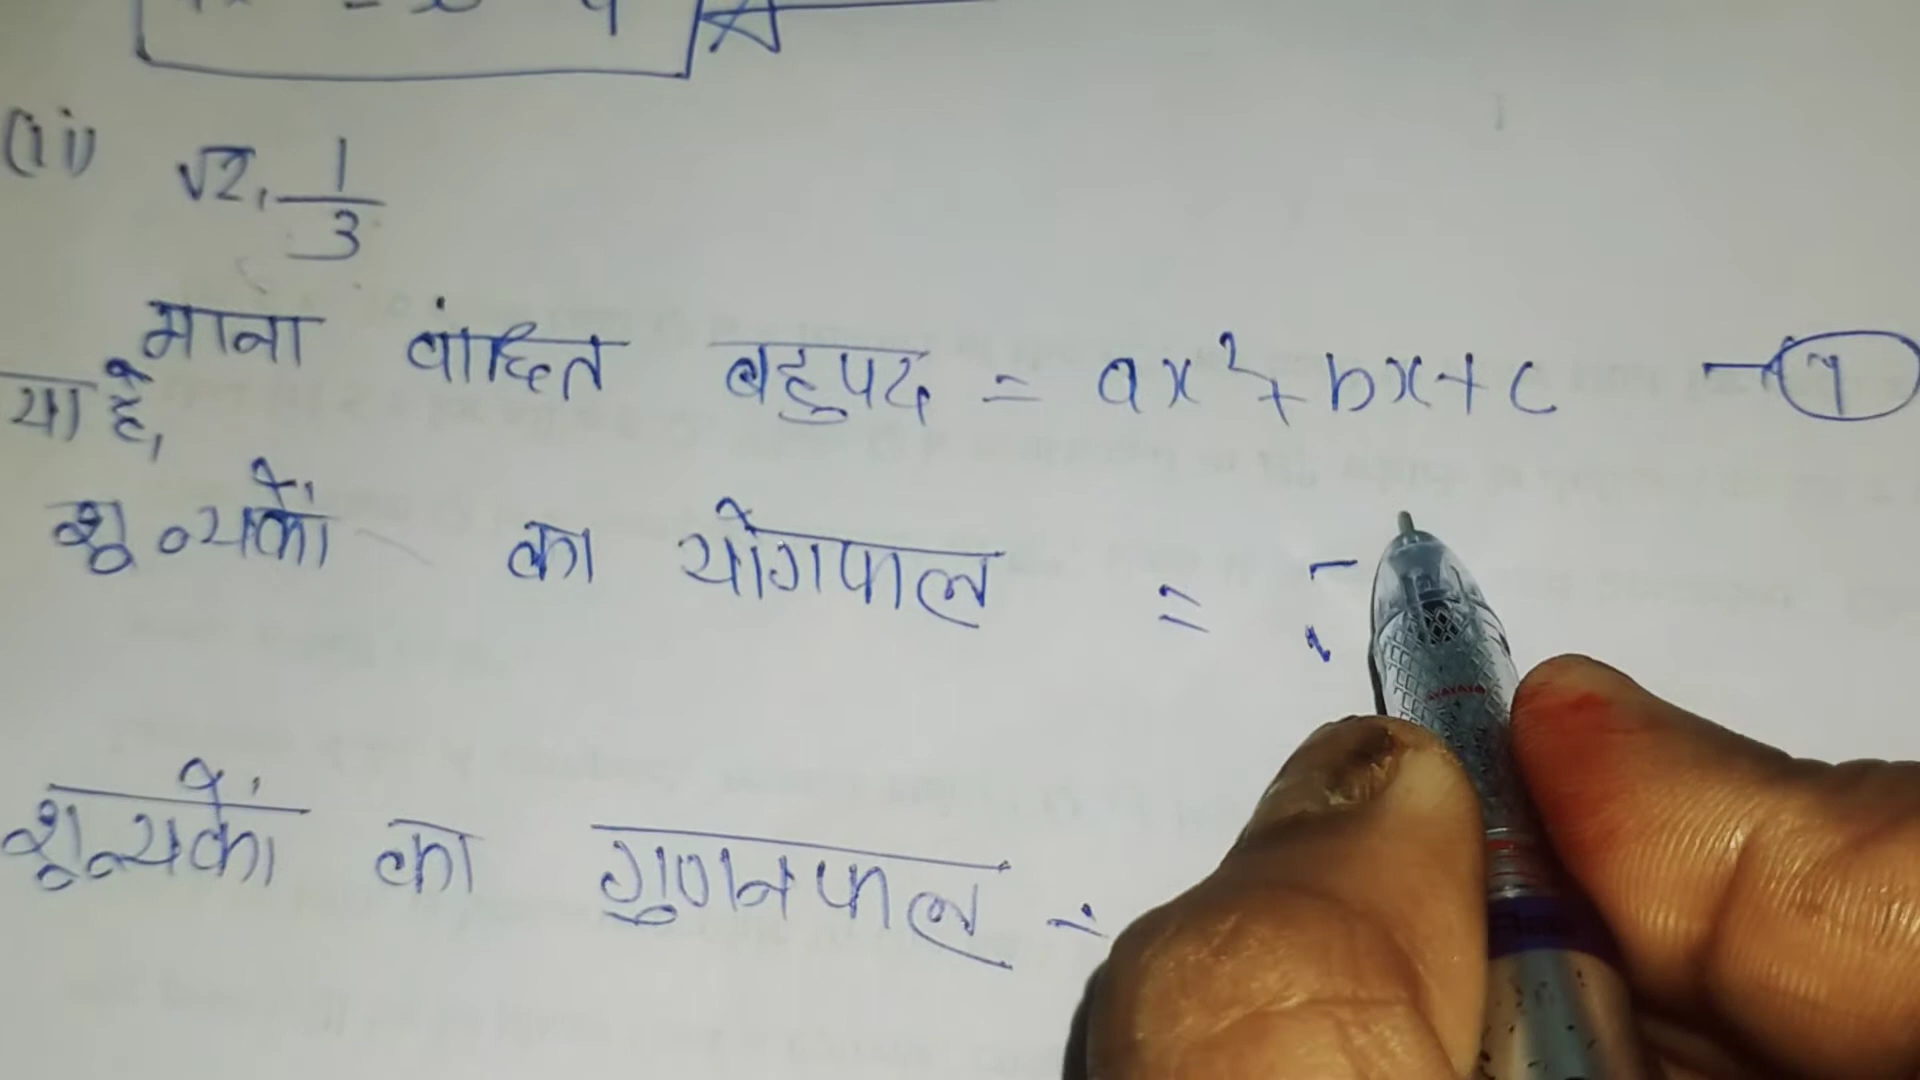 (ii) √2, 1/3
माना वांछित बहुपद = ax²+bx+c —①
या है,
शून्यकों का योगफल = -
शून्यकों का गुणनफल =